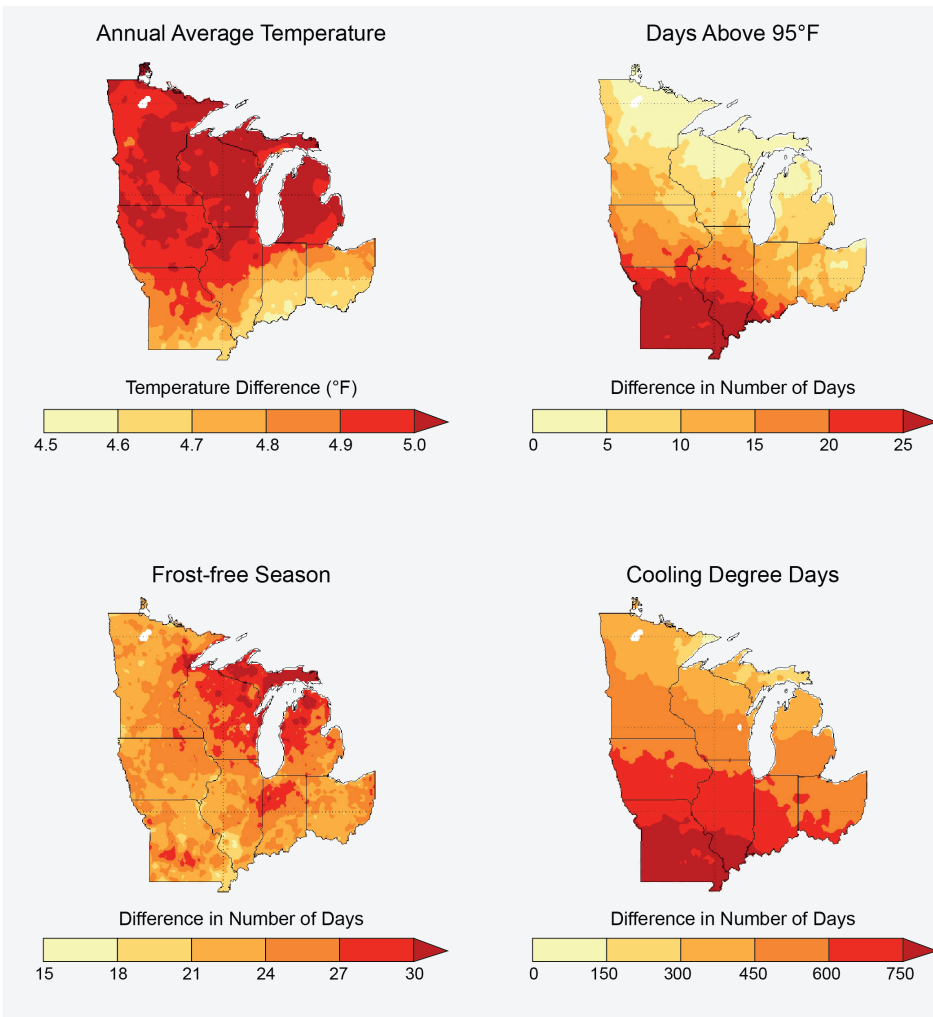 Annual Average Temperature
Days Above 95°F
Temperature Difference (°F)
4.5 4.6 4.7 4.8 4.9 5.0
Difference in Number of Days
0 5 10 15 20 25
Frost-free Season
Cooling Degree Days
Difference in Number of Days
15 18 21 24 27 30
Difference in Number of Days
0 150 300 450 600 750